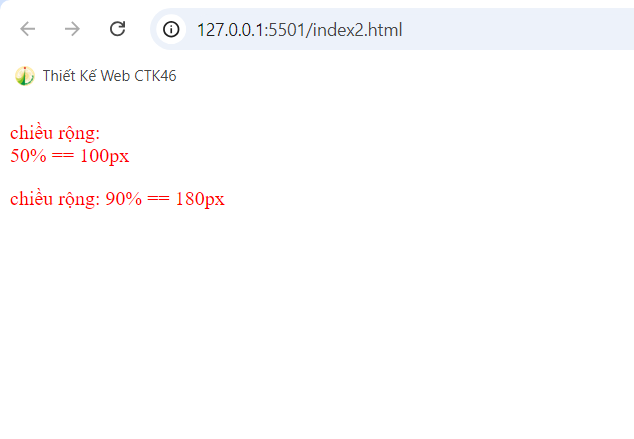 127.0.0.1:5501/index2.html
Thiết Kế Web CTK46
chiều rộng:
50% == 100px
chiều rộng: 90% == 180px